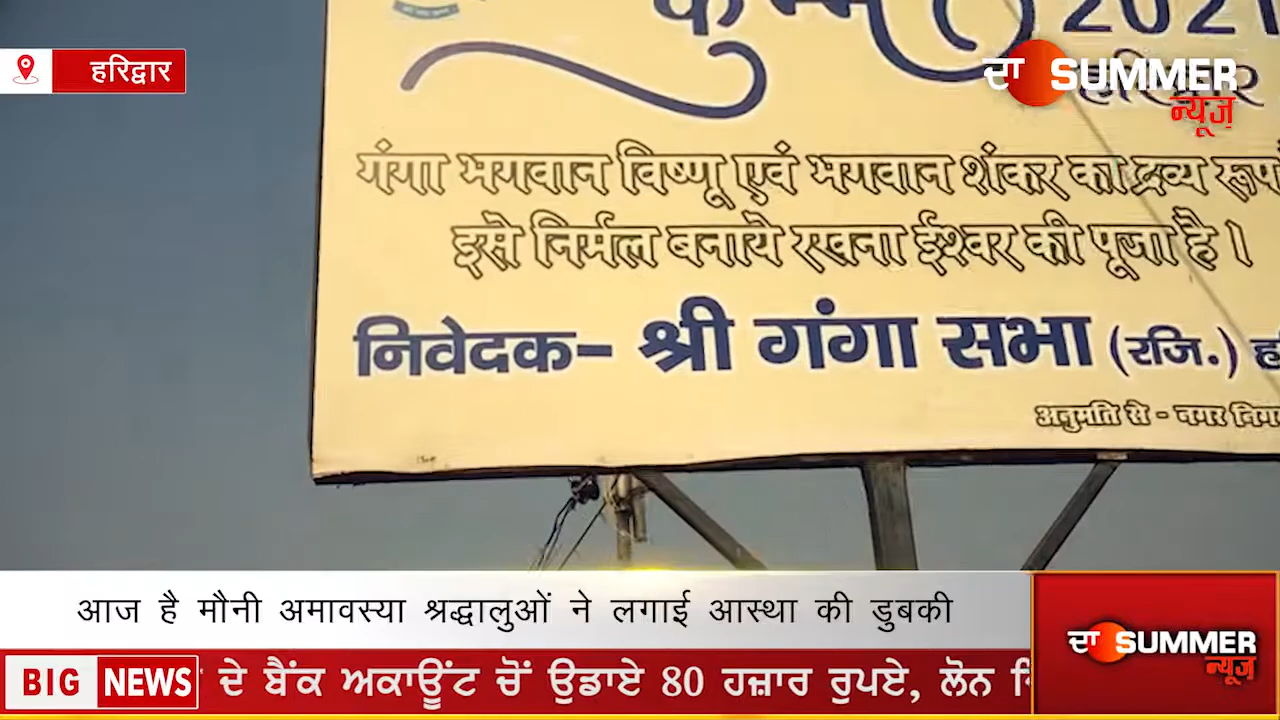 कुम्भ 2021
हरिद्वार
ਦਾ SUMMER
न्यूज़
हरिद्वार
गंगा भगवान विष्णू एवं भगवान शंकर का द्रव्य रूप
इसे निर्मल बनाये रखना ईश्वर की पूजा है।
निवेदक- श्री गंगा सभा (रजि.)
अनुमति से - नगर
आज है मौनी अमावस्या श्रद्धालुओं ने लगाई आस्था की डुबकी
ਦਾ SUMMER
न्यूज़
BIG NEWS ਦੇ ਬੈਂਕ ਅਕਾਊਂਟ ਚੋਂ ਉਡਾਏ 80 ਹਜ਼ਾਰ ਰੁਪਏ, ਲੋਨ